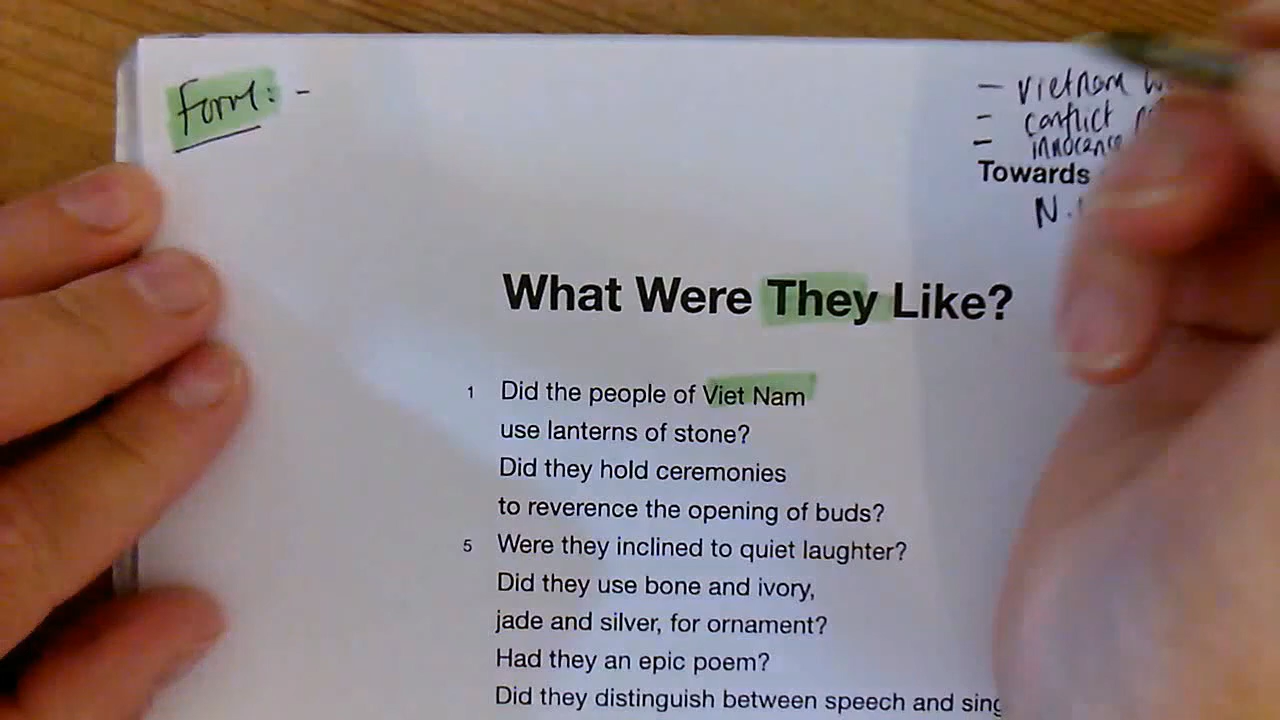 Form: -
- Vietnam
- conflict
- innocence
Towards
N.
What Were They Like?
1 Did the people of Viet Nam
use lanterns of stone?
Did they hold ceremonies
to reverence the opening of buds?
5 Were they inclined to quiet laughter?
Did they use bone and ivory,
jade and silver, for ornament?
Had they an epic poem?
Did they distinguish between speech and